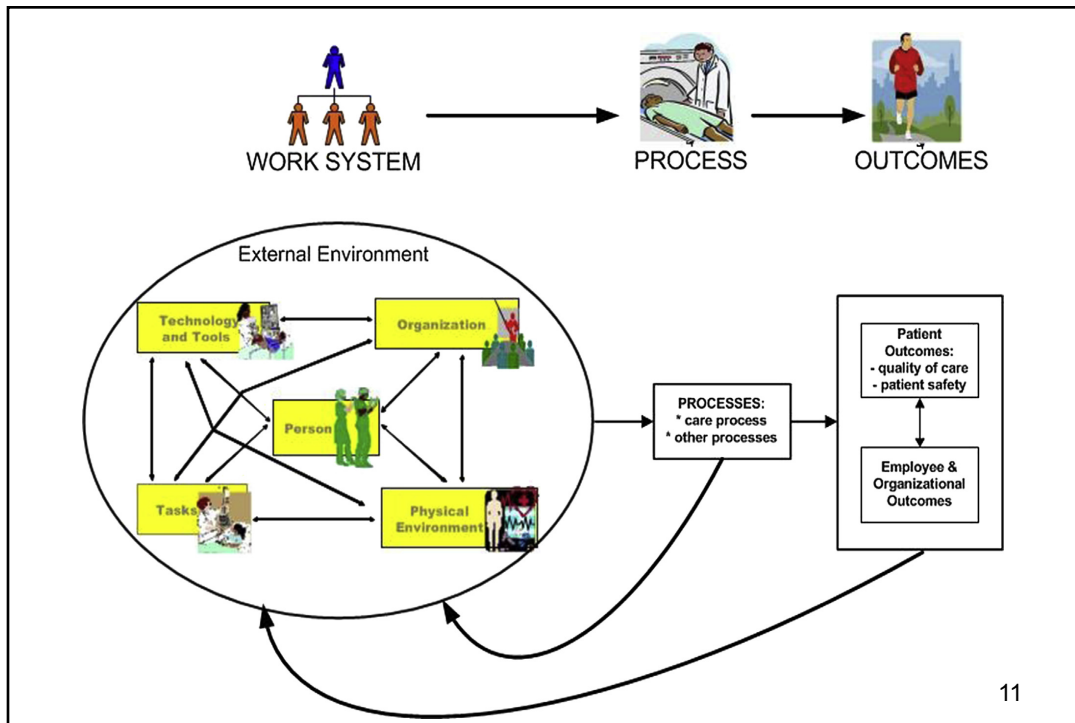 WORK SYSTEM
PROCESS
OUTCOMES
External Environment
Technology
and Tools
Organization
Person
Tasks
Physical
Environment
PROCESSES:
* care process
* other processes
Patient
Outcomes:
- quality of care
- patient safety
Employee &
Organizational
Outcomes
11